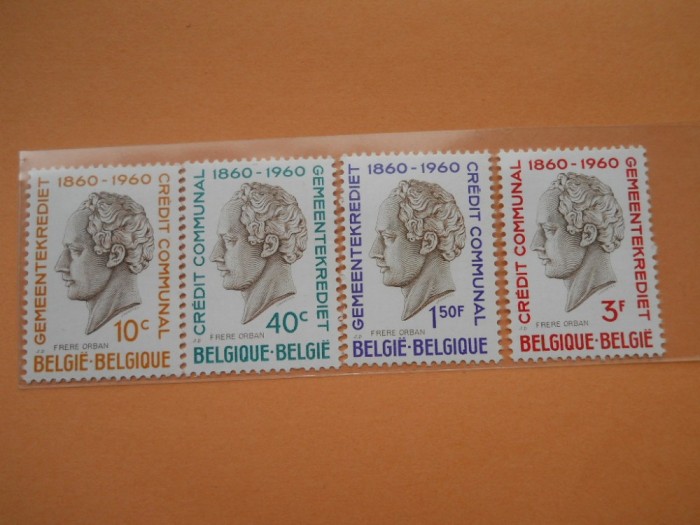 GEMEENTEKREDIET
1860 - 1960
CRÉDIT COMMUNAL
FRERE ORBAN
10c
BELGIË·BELGIQUE
CRÉDIT COMMUNAL
1860 - 1960
GEMEENTEKREDIET
FRERE ORBAN
40c
BELGIQUE·BELGIË
GEMEENTEKREDIET
1860 - 1960
CRÉDIT COMMUNAL
FRERE ORBAN
1 50F
BELGIË·BELGIQUE
CRÉDIT COMMUNAL
1860 - 1960
GEMEENTEKREDIET
FRERE ORBAN
3F
BELGIQUE·BELGIË